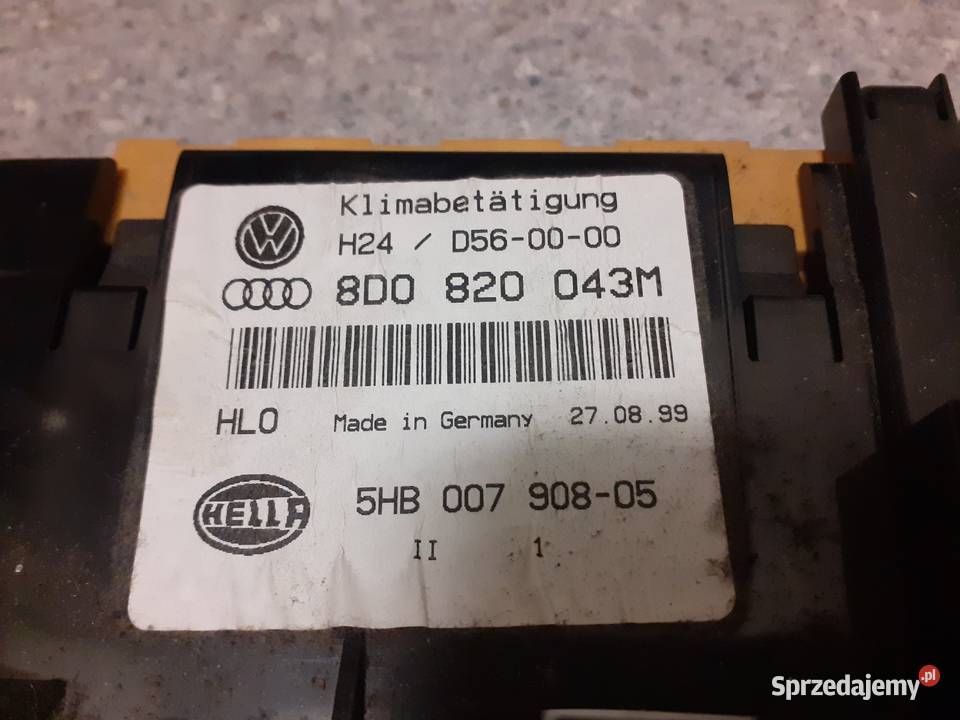 Klimabetätigung
H24 / D56-00-00
8D0 820 043M
HLO Made in Germany 27.08.99
HELLA 5HB 007 908-05
II 1
Sprzedajemy.pl